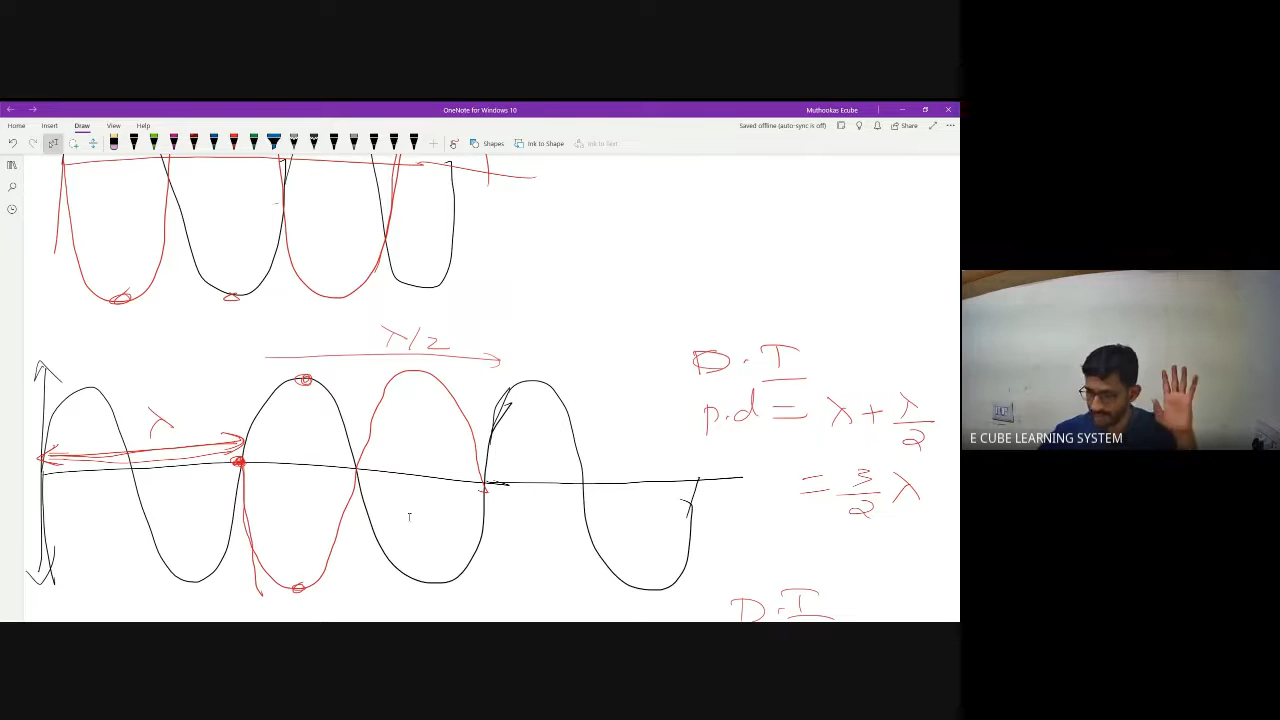 OneNote for Windows 10
Muthookas Ecube
Home Insert Draw View Help
Saved offline (auto-sync is off)
Share
Shapes
Ink to Shape
Ink to Text
λ/2
λ
D.T
p.d = λ + λ/2
= 3/2 λ
D.T
E CUBE LEARNING SYSTEM